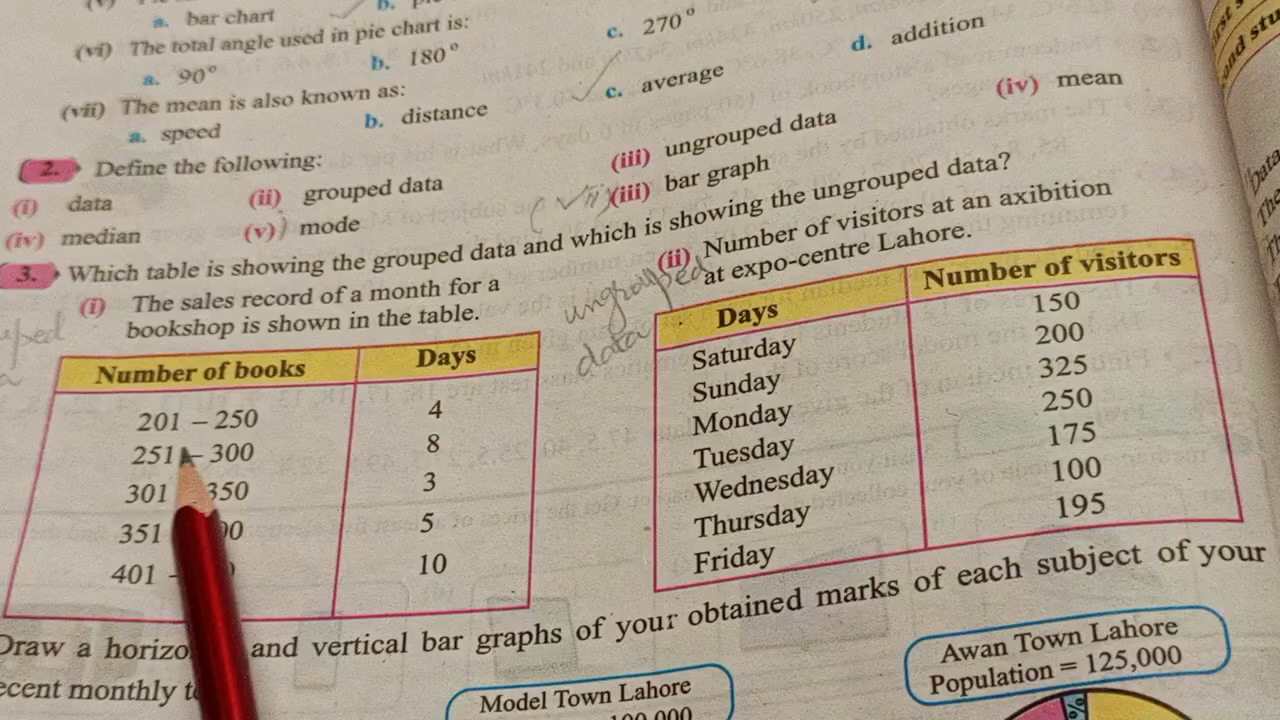 a. bar chart
(vi) The total angle used in pie chart is:
a. 90° b. 180° c. 270°
(vii) The mean is also known as:
a. speed b. distance c. average d. addition
2. Define the following:
(i) data (ii) grouped data (iii) ungrouped data (iv) mean
(iv) median (v) mode (iii) bar graph
3. Which table is showing the grouped data and which is showing the ungrouped data?
(i) The sales record of a month for a
bookshop is shown in the table.
Number of books Days
201 – 250 4
251 – 300 8
301 350 3
351 00 5
401 - 10
ungrouped
data
(ii) Number of visitors at an axibition
at expo-centre Lahore.
Days Number of visitors
Saturday 150
Sunday 200
Monday 325
Tuesday 250
Wednesday 175
Thursday 100
Friday 195
Draw a horizo and vertical bar graphs of your obtained marks of each subject of your
ecent monthly t
Model Town Lahore
Awan Town Lahore
Population = 125,000
%